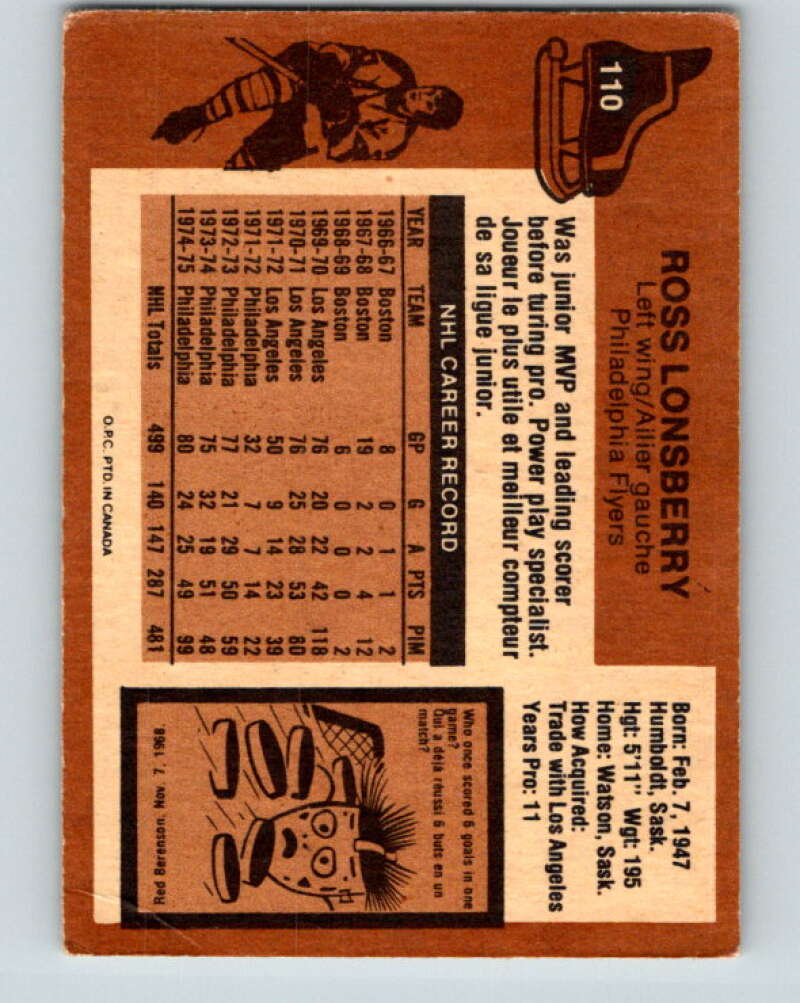 110
ROSS LONSBERRY
Left wing/Ailier gauche
Philadelphia Flyers
Born: Feb. 7, 1947
Humboldt, Sask.
Hgt: 5'11" Wgt: 195
Home: Watson, Sask.
How Acquired:
Trade with Los Angeles
Years Pro: 11
Was junior MVP and leading scorer
before turing pro. Power play specialist.
Joueur le plus utile et meilleur compteur
de sa ligue junior.
NHL CAREER RECORD
YEAR TEAM GP G A PTS PIM
1966-67 Boston 8 0 1 1 2
1967-68 Boston 19 2 2 4 12
1968-69 Boston 6 0 0 0 2
1969-70 Los Angeles 76 20 22 42 118
1970-71 Los Angeles 76 25 28 53 80
1971-72 Los Angeles 50 9 14 23 39
1971-72 Philadelphia 32 7 7 14 22
1972-73 Philadelphia 77 21 29 50 59
1973-74 Philadelphia 75 32 19 51 48
1974-75 Philadelphia 80 24 25 49 99
NHL Totals 499 140 147 287 481
Who once scored 6 goals in one
game?
Qui a déjà réussi 6 buts en un
match?
Red Berenson, Nov. 7, 1968.
O.P.C. PTD. IN CANADA